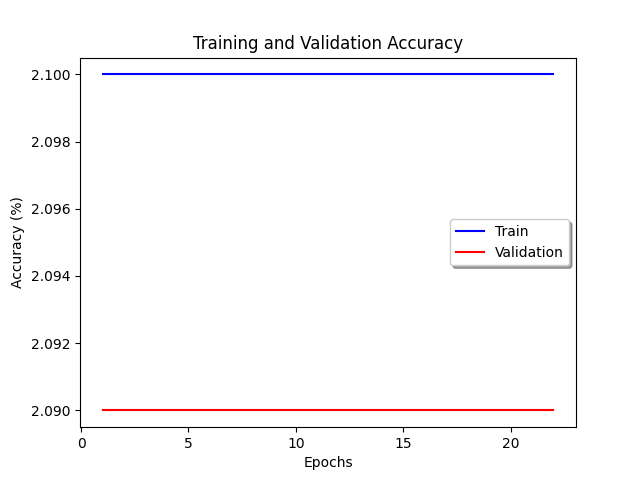 Training and Validation Accuracy
2.100
2.098
2.096
2.094
2.092
2.090
Accuracy (%)
Train
Validation
0 5 10 15 20
Epochs